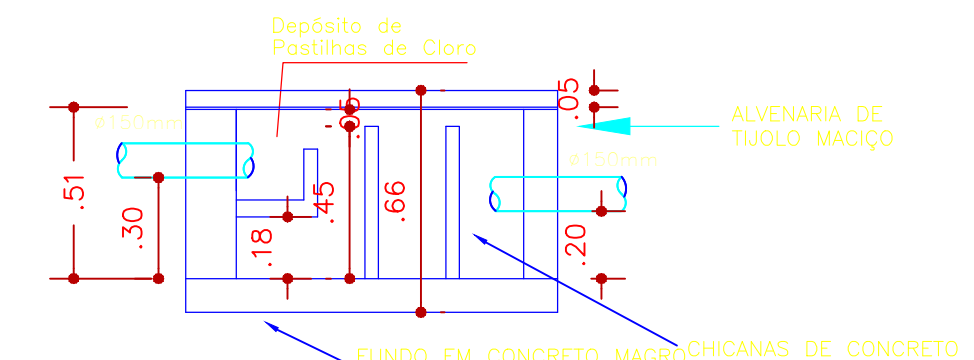 Depósito de
Pastilhas de Cloro
.05
.05
ALVENARIA DE
TIJOLO MACIÇO
ø150mm
ø150mm
.51
.30
.18
.45
.66
.20
FUNDO EM CONCRETO MAGRO
CHICANAS DE CONCRETO